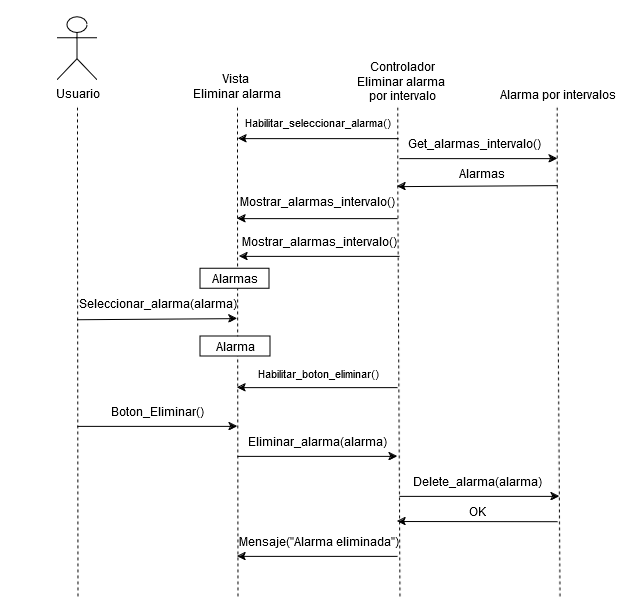 Usuario
Vista
Eliminar alarma
Controlador
Eliminar alarma
por intervalo
Alarma por intervalos
Habilitar_seleccionar_alarma()
Get_alarmas_intervalo()
Alarmas
Mostrar_alarmas_intervalo()
Mostrar_alarmas_intervalo()
Alarmas
Seleccionar_alarma(alarma)
Alarma
Habilitar_boton_eliminar()
Boton_Eliminar()
Eliminar_alarma(alarma)
Delete_alarma(alarma)
OK
Mensaje("Alarma eliminada")